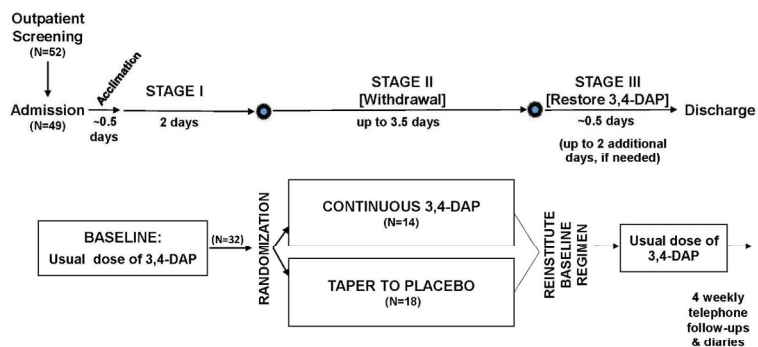 Outpatient
Screening
(N=52)
Admission
(N=49)
Acclimation
~0.5
days
STAGE I
2 days
STAGE II
[Withdrawal]
up to 3.5 days
STAGE III
[Restore 3,4-DAP]
~0.5 days
(up to 2 additional
days, if needed)
Discharge
BASELINE:
Usual dose of 3,4-DAP
(N=32)
RANDOMIZATION
CONTINUOUS 3,4-DAP
(N=14)
TAPER TO PLACEBO
(N=18)
REINSTITUTE
BASELINE
REGIMEN
Usual dose of
3,4-DAP
4 weekly
telephone
follow-ups
& diaries